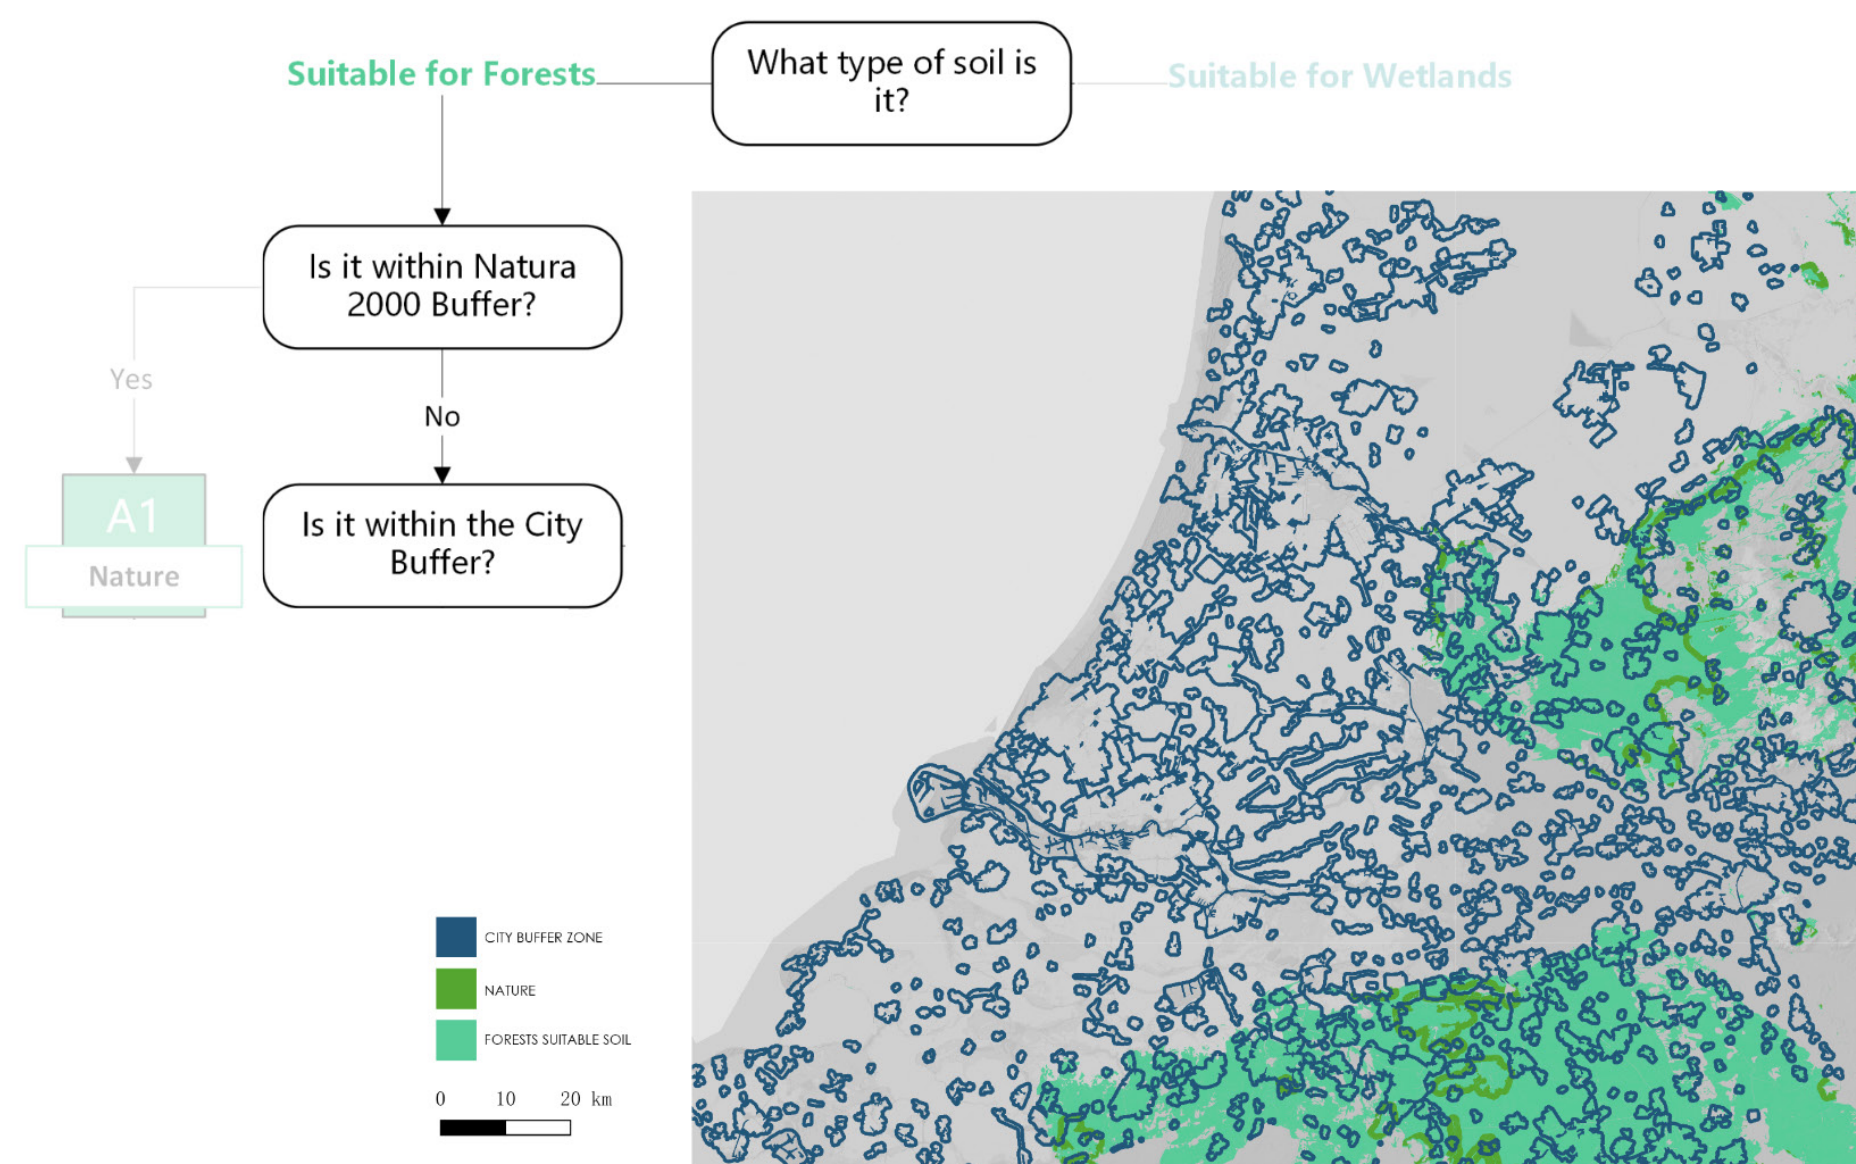 Suitable for Forests
What type of soil is
it?
Suitable for Wetlands
Is it within Natura
2000 Buffer?
Yes
No
A1
Nature
Is it within the City
Buffer?
CITY BUFFER ZONE
NATURE
FORESTS SUITABLE SOIL
0 10 20 km